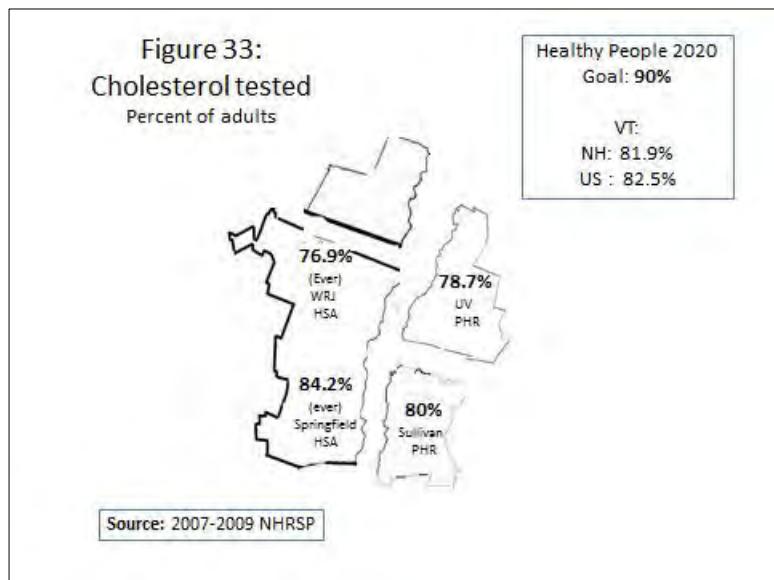 Figure 33:
Cholesterol tested
Percent of adults
Healthy People 2020
Goal: 90%
VT:
NH: 81.9%
US : 82.5%
76.9%
(Ever)
WRJ
HSA
78.7%
UV
PHR
84.2%
(ever)
Springfield
HSA
80%
Sullivan
PHR
Source: 2007-2009 NHRSP